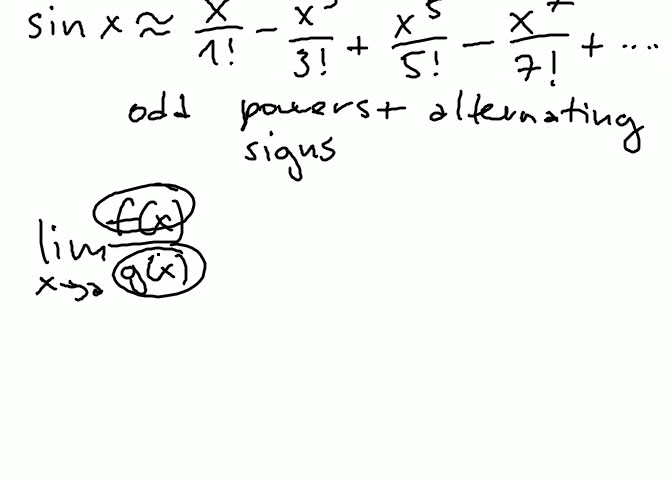 sin x ≈ x/1! - x³/3! + x⁵/5! - x⁷/7! + ....
odd powers + alternating
signs
lim f(x)/g(x)
x→a